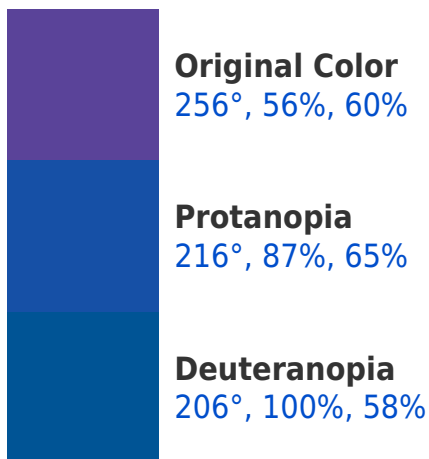 Original Color
256°, 56%, 60%
Protanopia
216°, 87%, 65%
Deuteranopia
206°, 100%, 58%